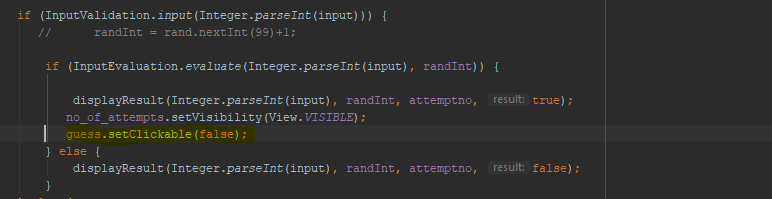 if (InputValidation.input(Integer.parseInt(input))) {
//      randInt = rand.nextInt(99)+1;
if (InputEvaluation.evaluate(Integer.parseInt(input), randInt)) {
displayResult(Integer.parseInt(input), randInt, attemptno, result: true);
no_of_attempts.setVisibility(View.VISIBLE);
guess.setClickable(false);
} else {
displayResult(Integer.parseInt(input), randInt, attemptno, result: false);
}